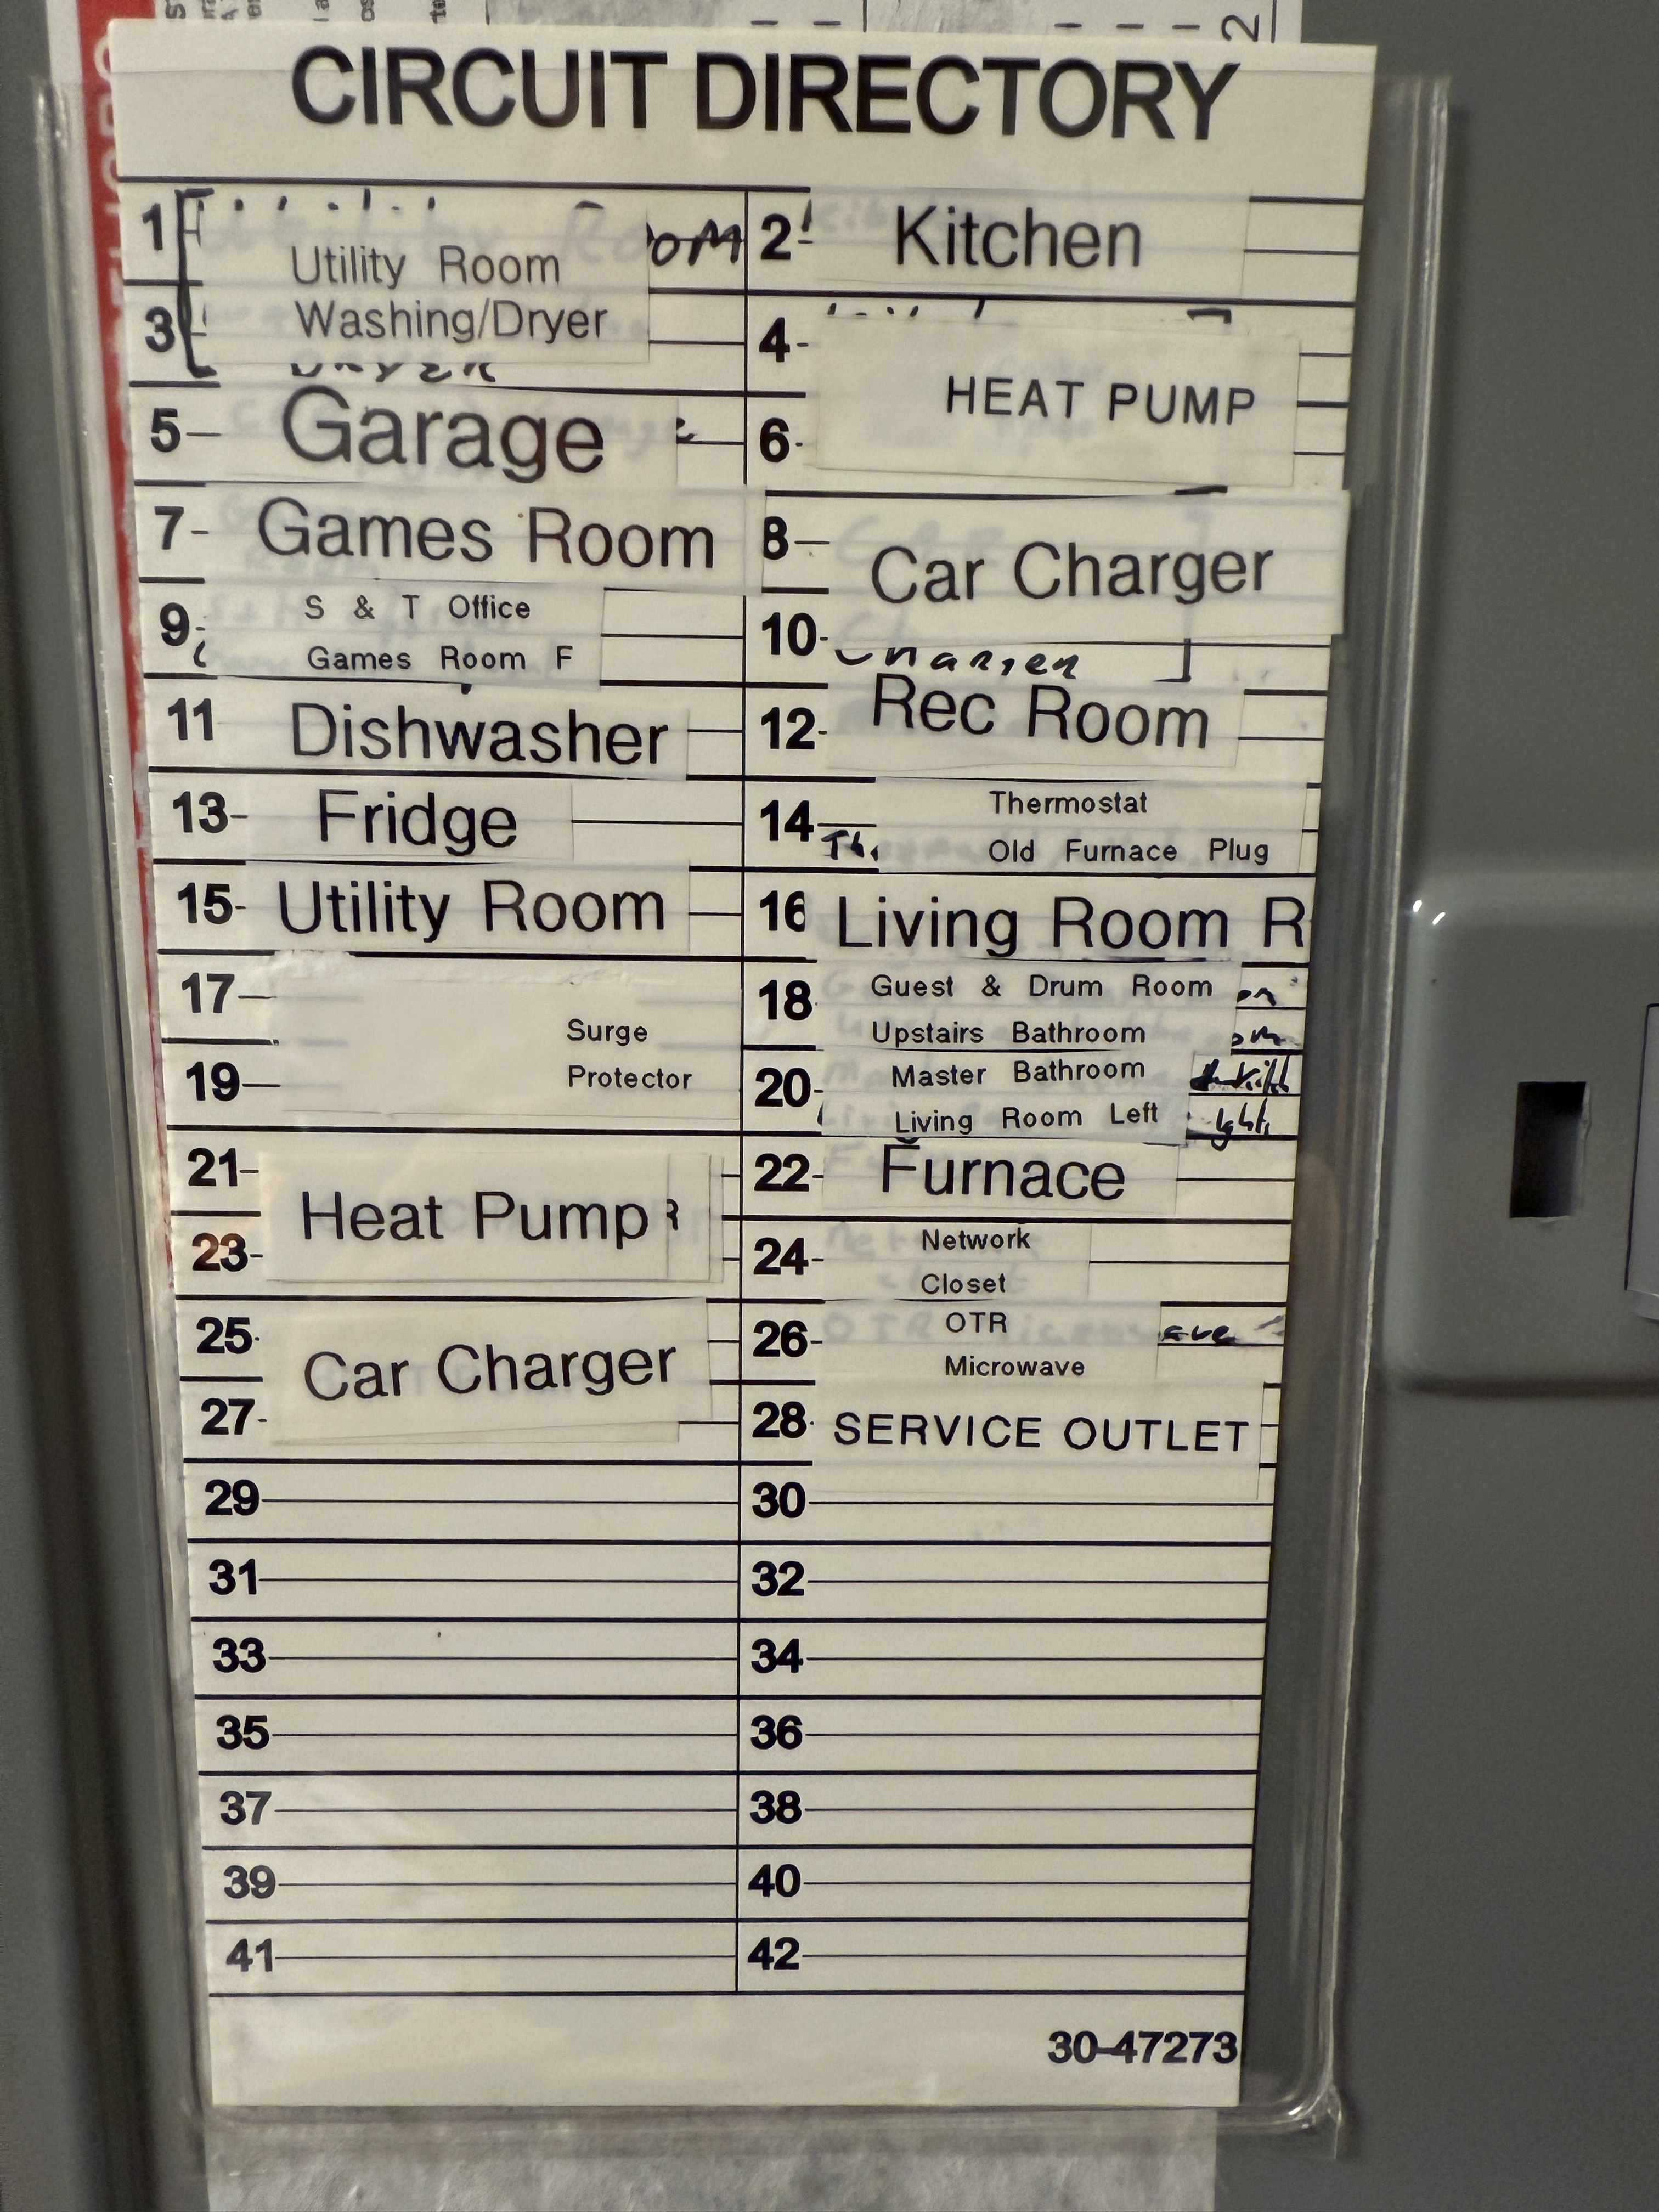 CIRCUIT DIRECTORY
1
Utility Room
OM
3
Washing/Dryer
DRYER
5 Garage
7 Games Room
9 S & T Office
Games Room F
11 Dishwasher
13 Fridge
15 Utility Room
17 Surge
19 Protector
21
Heat Pump
23
25
Car Charger
27
29
31
33
35
37
39
41
2 Kitchen
4
HEAT PUMP
6
8
Car Charger
10
Charger
12 Rec Room
14 Thermostat
Old Furnace Plug
16 Living Room R
18 Guest & Drum Room
Upstairs Bathroom
20 Master Bathroom
Living Room Left
22 Furnace
24 Network
Closet
26 OTR
Microwave
28 SERVICE OUTLET
30
32
34
36
38
40
42
30-47273